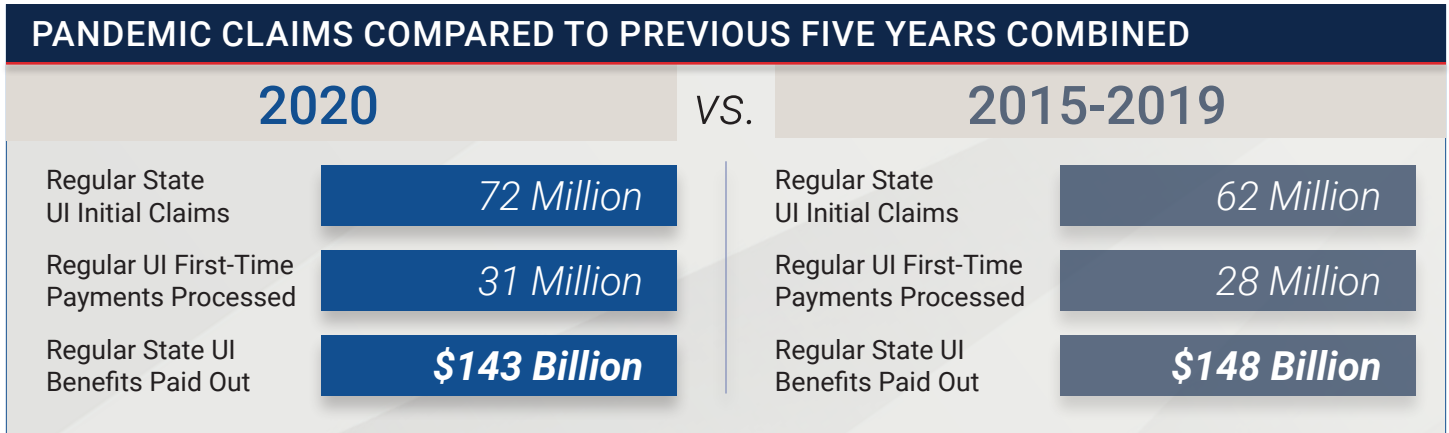 PANDEMIC CLAIMS COMPARED TO PREVIOUS FIVE YEARS COMBINED
2020
VS.
2015-2019
Regular State
UI Initial Claims
72 Million
Regular UI First-Time
Payments Processed
31 Million
Regular State UI
Benefits Paid Out
$143 Billion
Regular State
UI Initial Claims
62 Million
Regular UI First-Time
Payments Processed
28 Million
Regular State UI
Benefits Paid Out
$148 Billion